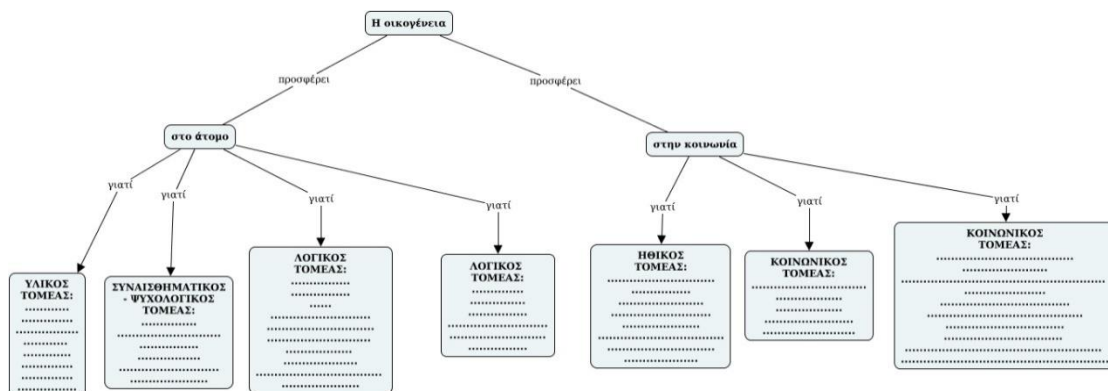 Η οικογένεια
προσφέρει
προσφέρει
στο άτομο
στην κοινωνία
γιατί
γιατί
γιατί
γιατί
γιατί
γιατί
γιατί
ΥΛΙΚΟΣ
ΤΟΜΕΑΣ:
ΣΥΝΑΙΣΘΗΜΑΤΙΚΟΣ
- ΨΥΧΟΛΟΓΙΚΟΣ
ΤΟΜΕΑΣ:
ΛΟΓΙΚΟΣ
ΤΟΜΕΑΣ:
ΛΟΓΙΚΟΣ
ΤΟΜΕΑΣ:
ΗΘΙΚΟΣ
ΤΟΜΕΑΣ:
ΚΟΙΝΩΝΙΚΟΣ
ΤΟΜΕΑΣ:
ΚΟΙΝΩΝΙΚΟΣ
ΤΟΜΕΑΣ: